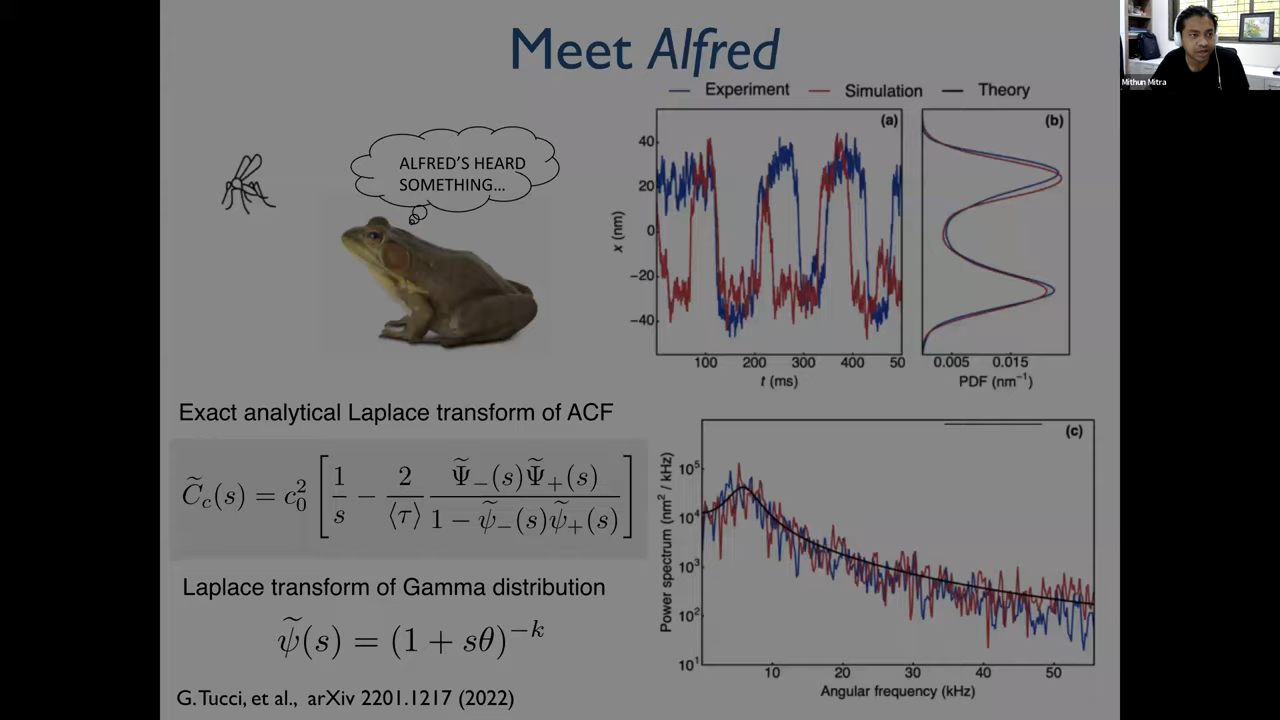 Meet Alfred
Mithun Mitra
ALFRED'S HEARD
SOMETHING...
Experiment Simulation Theory
(a)
40
20
0
−20
−40
x (nm)
100 200 300 400 50
t (ms)
(b)
0.005 0.015
PDF (nm⁻¹)
Exact analytical Laplace transform of ACF
C̃_c(s) = c₀² [ 1/s − 2/⟨τ⟩ Ψ̃₋(s)Ψ̃₊(s) / (1 − ψ̃₋(s)ψ̃₊(s)) ]
Laplace transform of Gamma distribution
ψ̃(s) = (1 + sθ)^−k
G. Tucci, et al., arXiv 2201.1217 (2022)
(c)
10⁵
10⁴
10³
10²
10¹
Power spectrum (nm² / kHz)
10 20 30 40 50
Angular frequency (kHz)